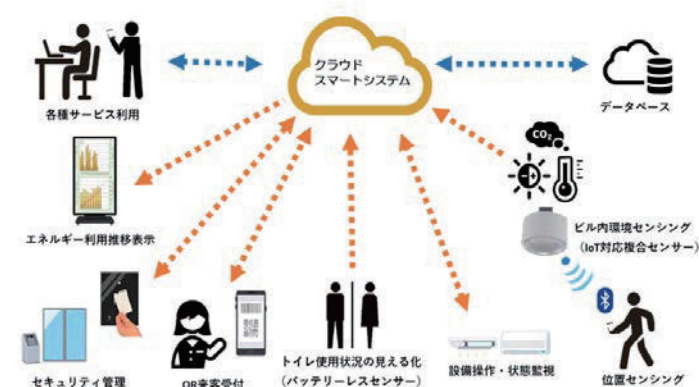 クラウド
スマートシステム
各種サービス利用
データベース
CO₂
エネルギー利用推移表示
ビル内環境センシング
（IoT対応複合センサー）
セキュリティ管理
QR来客受付
トイレ使用状況の見える化
（バッテリーレスセンサー）
設備操作・状態監視
位置センシング